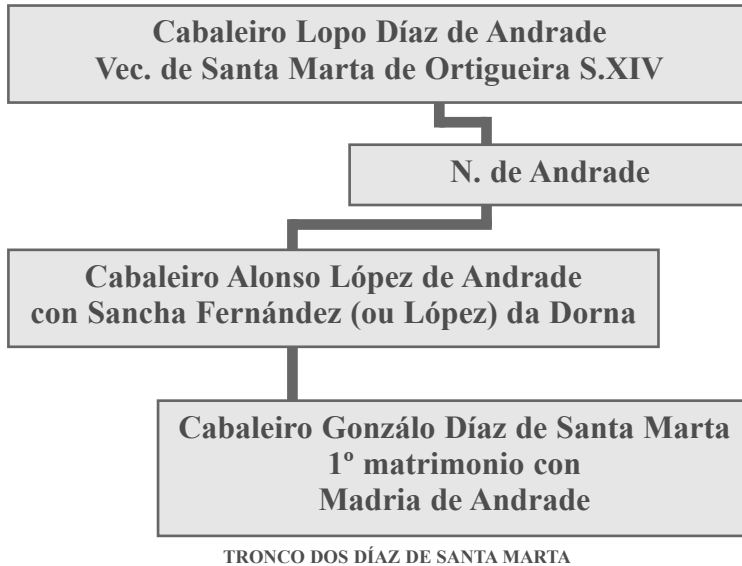 Cabaleiro Lopo Díaz de Andrade
Vec. de Santa Marta de Ortigueira S.XIV
N. de Andrade
Cabaleiro Alonso López de Andrade
con Sancha Fernández (ou López) da Dorna
Cabaleiro Gonzálo Díaz de Santa Marta
1º matrimonio con
Madria de Andrade
TRONCO DOS DÍAZ DE SANTA MARTA